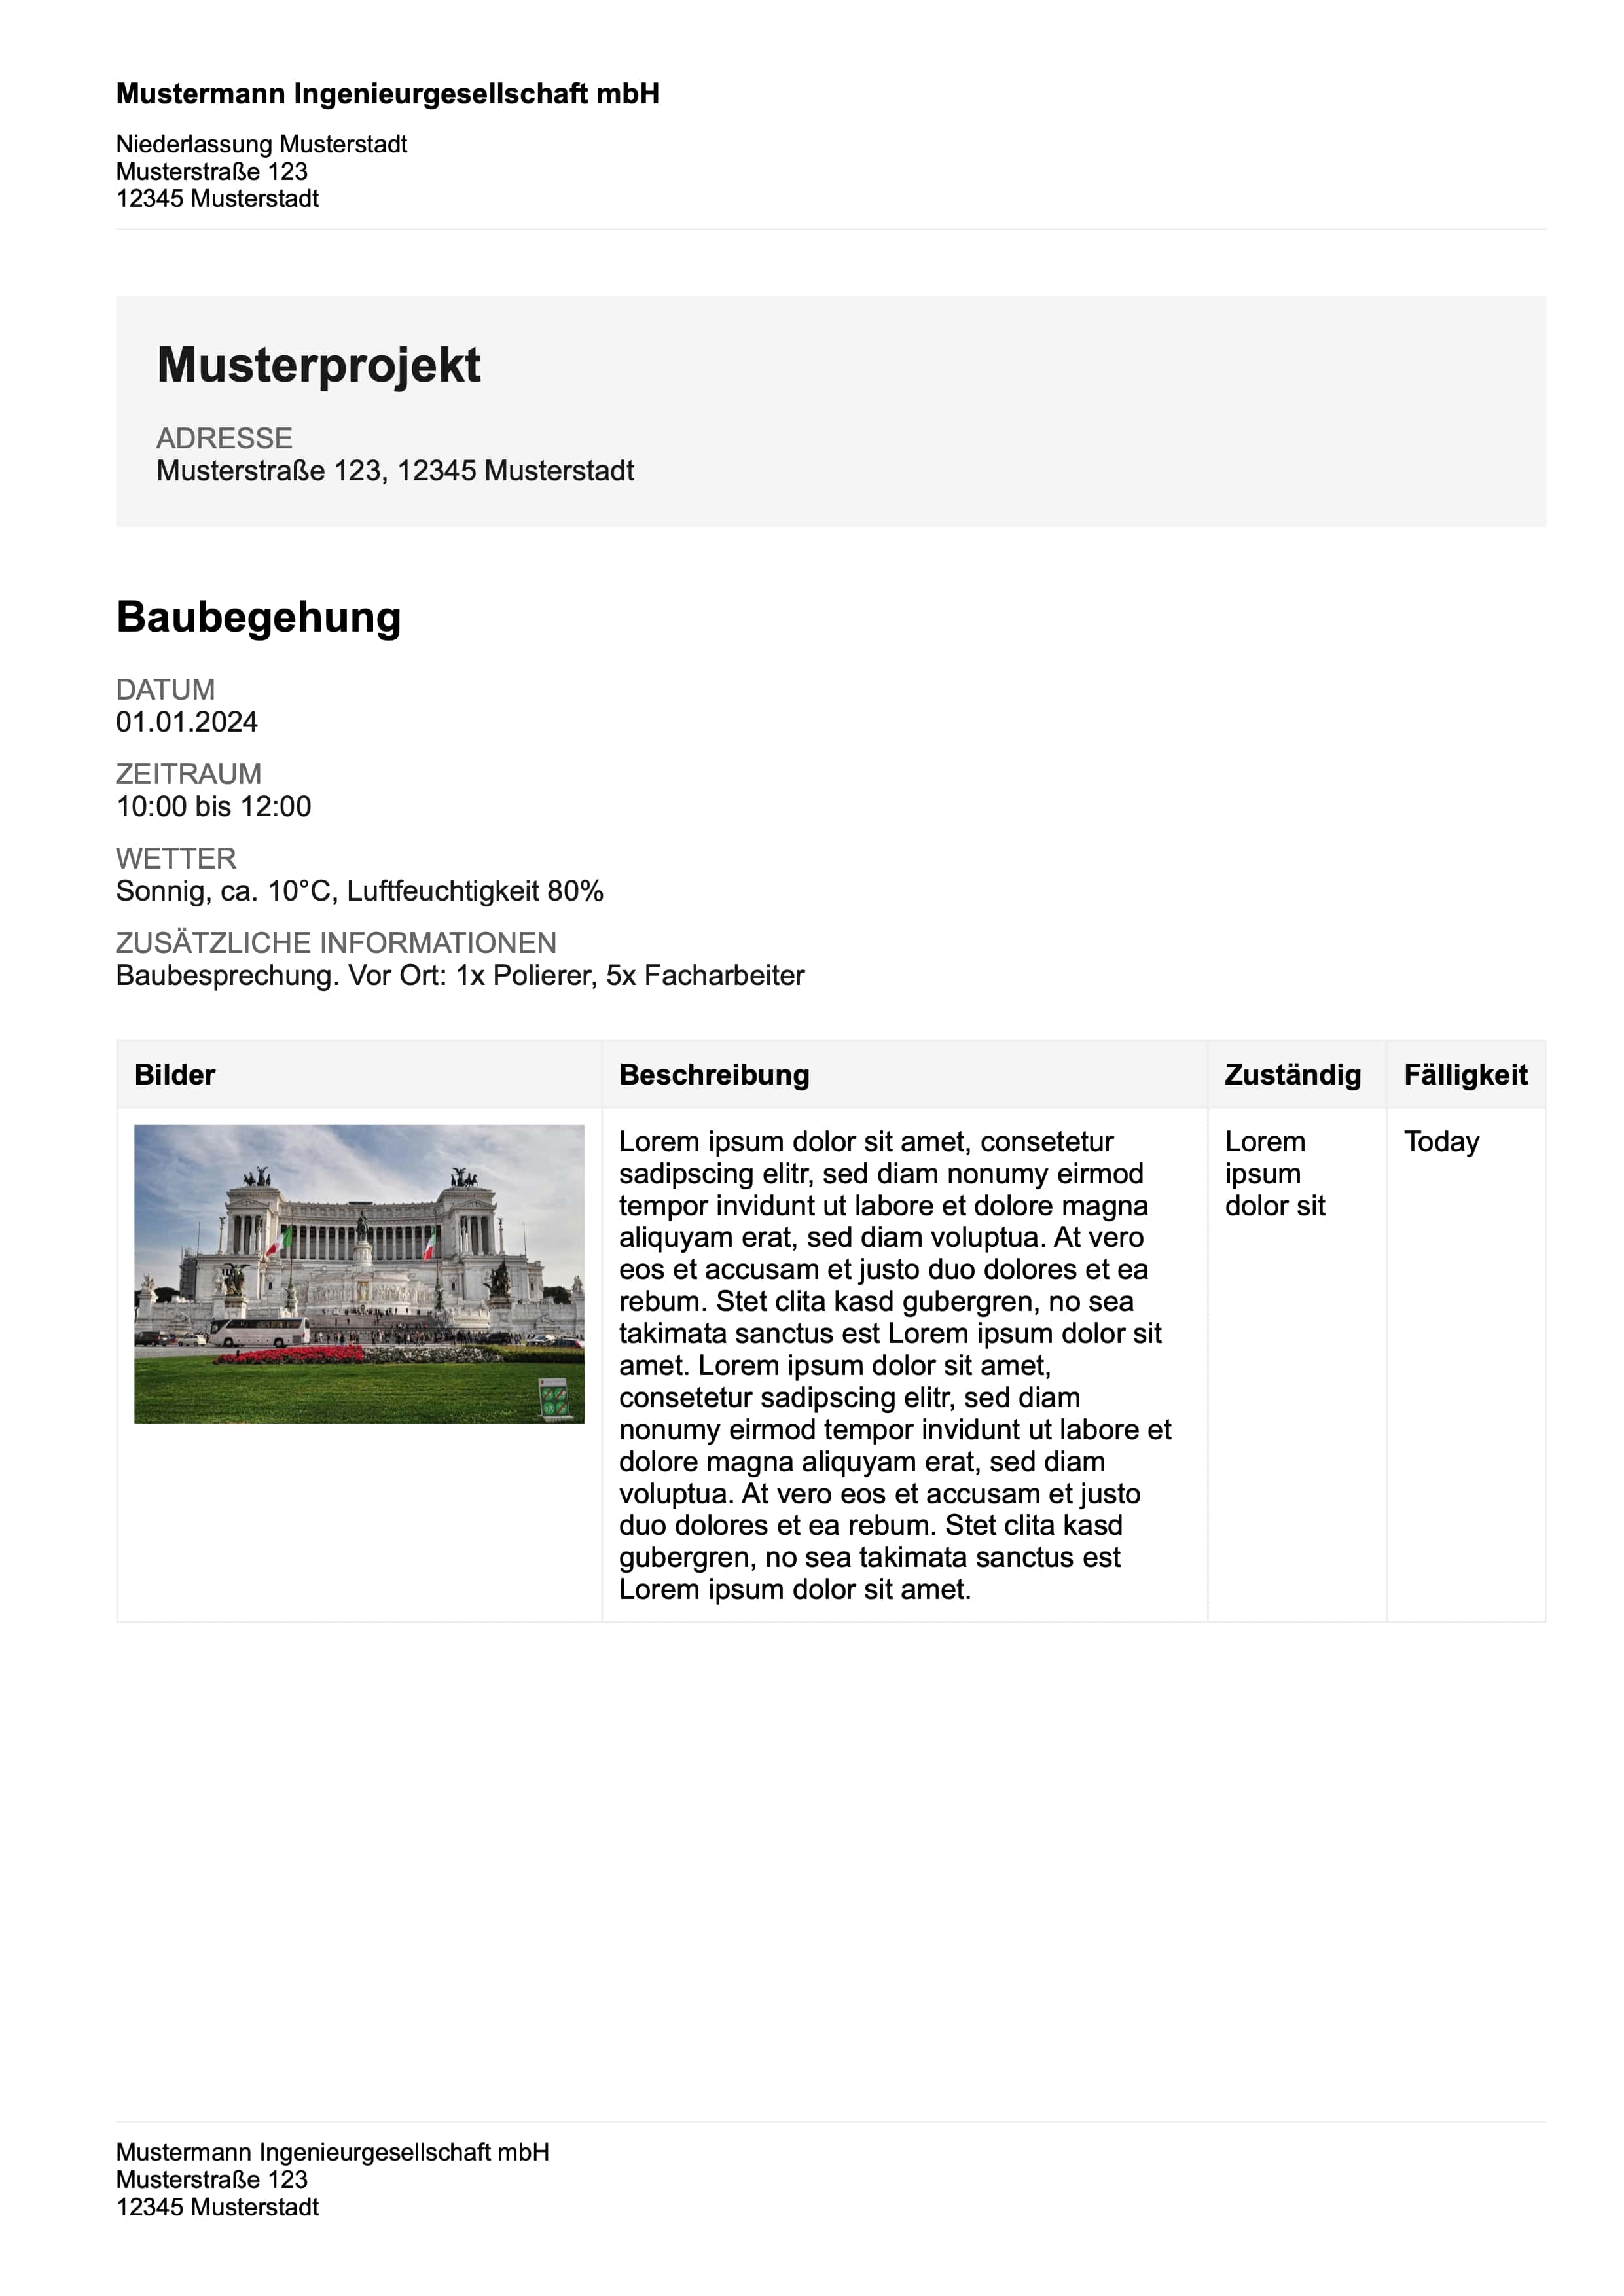 Mustermann Ingenieurgesellschaft mbH
Niederlassung Musterstadt
Musterstraße 123
12345 Musterstadt
Musterprojekt
ADRESSE
Musterstraße 123, 12345 Musterstadt
Baubegehung
DATUM
01.01.2024
ZEITRAUM
10:00 bis 12:00
WETTER
Sonnig, ca. 10°C, Luftfeuchtigkeit 80%
ZUSÄTZLICHE INFORMATIONEN
Baubesprechung. Vor Ort: 1x Polierer, 5x Facharbeiter
Bilder Beschreibung Zuständig Fälligkeit
Lorem ipsum dolor sit amet, consetetur
sadipscing elitr, sed diam nonumy eirmod
tempor invidunt ut labore et dolore magna
aliquyam erat, sed diam voluptua. At vero
eos et accusam et justo duo dolores et ea
rebum. Stet clita kasd gubergren, no sea
takimata sanctus est Lorem ipsum dolor sit
amet. Lorem ipsum dolor sit amet,
consetetur sadipscing elitr, sed diam
nonumy eirmod tempor invidunt ut labore et
dolore magna aliquyam erat, sed diam
voluptua. At vero eos et accusam et justo
duo dolores et ea rebum. Stet clita kasd
gubergren, no sea takimata sanctus est
Lorem ipsum dolor sit amet.
Lorem
ipsum
dolor sit
Today
Mustermann Ingenieurgesellschaft mbH
Musterstraße 123
12345 Musterstadt